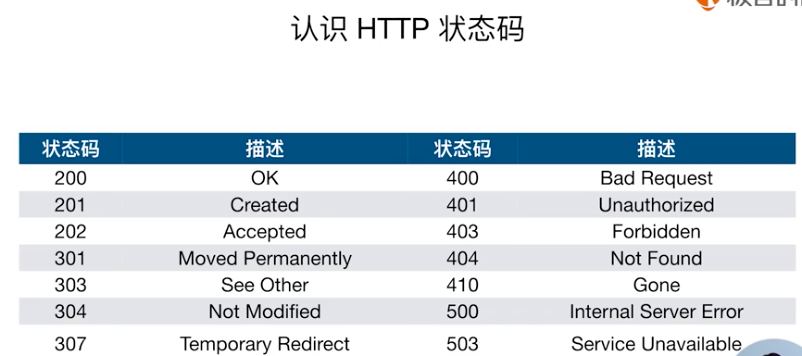 认识 HTTP 状态码
状态码 描述 状态码 描述
200 OK 400 Bad Request
201 Created 401 Unauthorized
202 Accepted 403 Forbidden
301 Moved Permanently 404 Not Found
303 See Other 410 Gone
304 Not Modified 500 Internal Server Error
307 Temporary Redirect 503 Service Unavailable